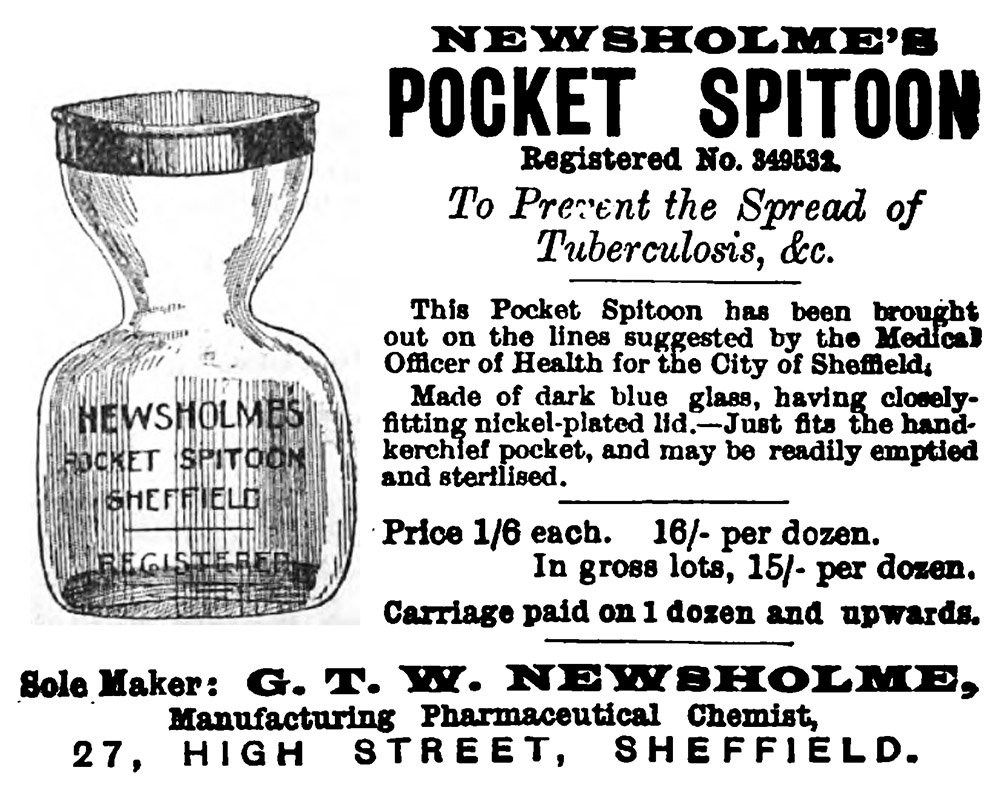 NEWSHOLME'S
POCKET SPITOON
Registered No. 349532.
To Prevent the Spread of
Tuberculosis, &c.
This Pocket Spitoon has been brought
out on the lines suggested by the Medical
Officer of Health for the City of Sheffield.
Made of dark blue glass, having closely-
fitting nickel-plated lid.—Just fits the hand-
kerchief pocket, and may be readily emptied
and sterilised.
Price 1/6 each. 16/- per dozen.
In gross lots, 15/- per dozen.
Carriage paid on 1 dozen and upwards.
NEWSHOLMES
POCKET SPITOON
SHEFFIELD
REGISTERED
Sole Maker: G. T. W. NEWSHOLME,
Manufacturing Pharmaceutical Chemist,
27, HIGH STREET, SHEFFIELD.